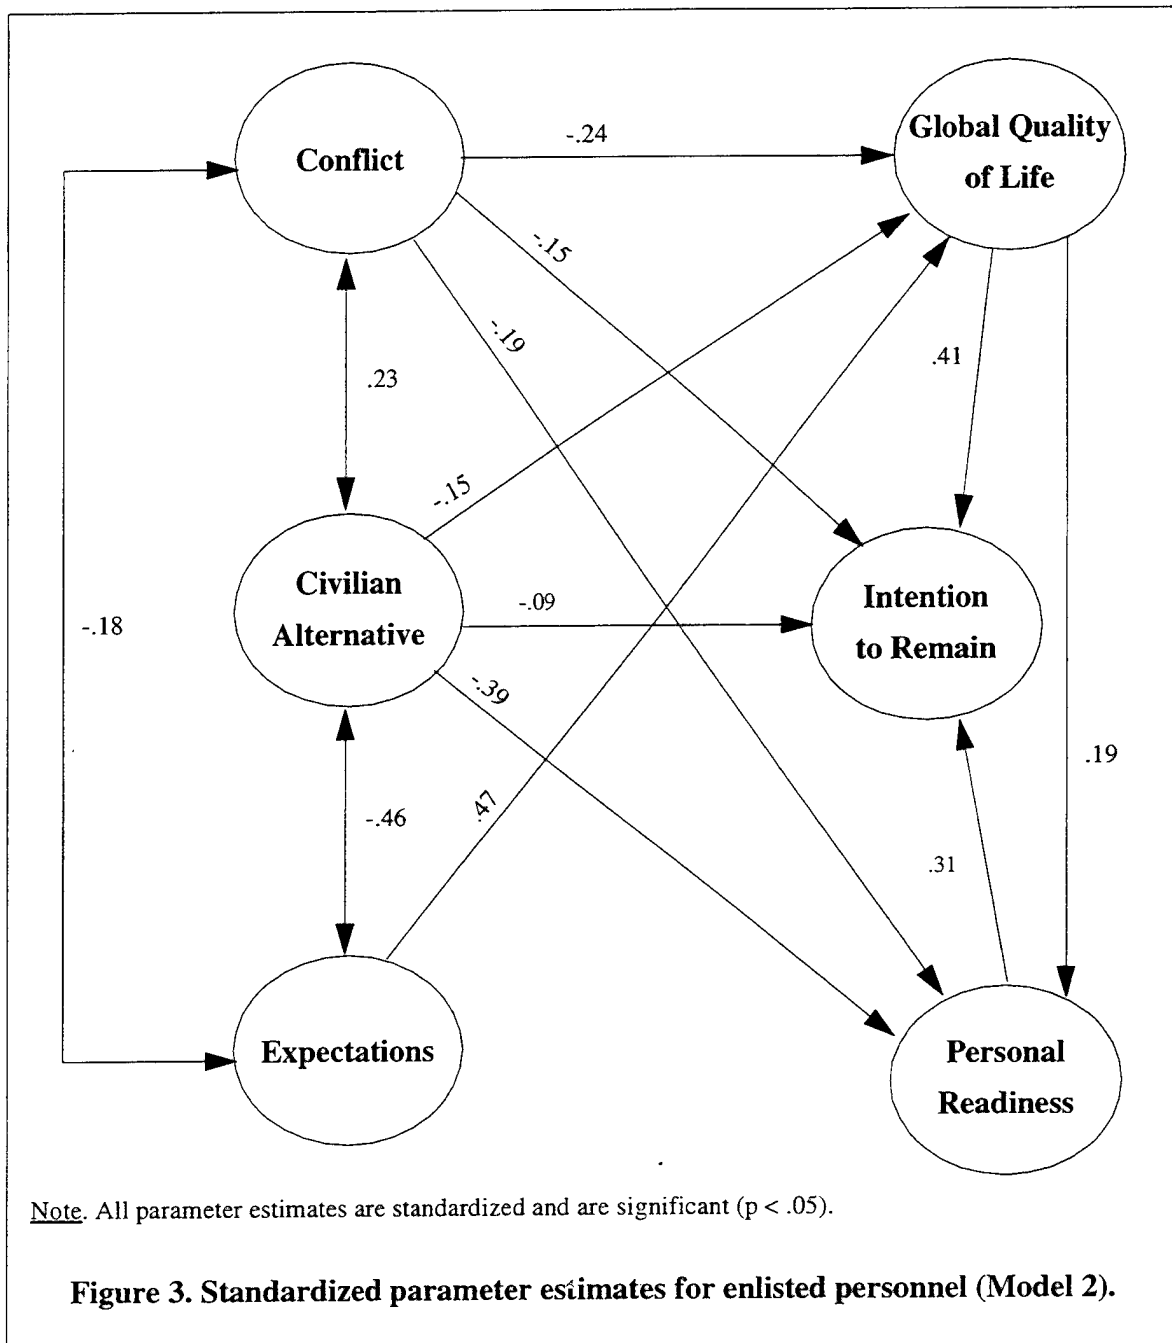 Conflict
Global Quality
of Life
-.24
-.15
-.19
.41
.23
-.15
Civilian
Alternative
-.09
Intention
to Remain
-.18
-.39
.19
-.46
.47
.31
Expectations
Personal
Readiness
Note. All parameter estimates are standardized and are significant (p < .05).
Figure 3. Standardized parameter estimates for enlisted personnel (Model 2).